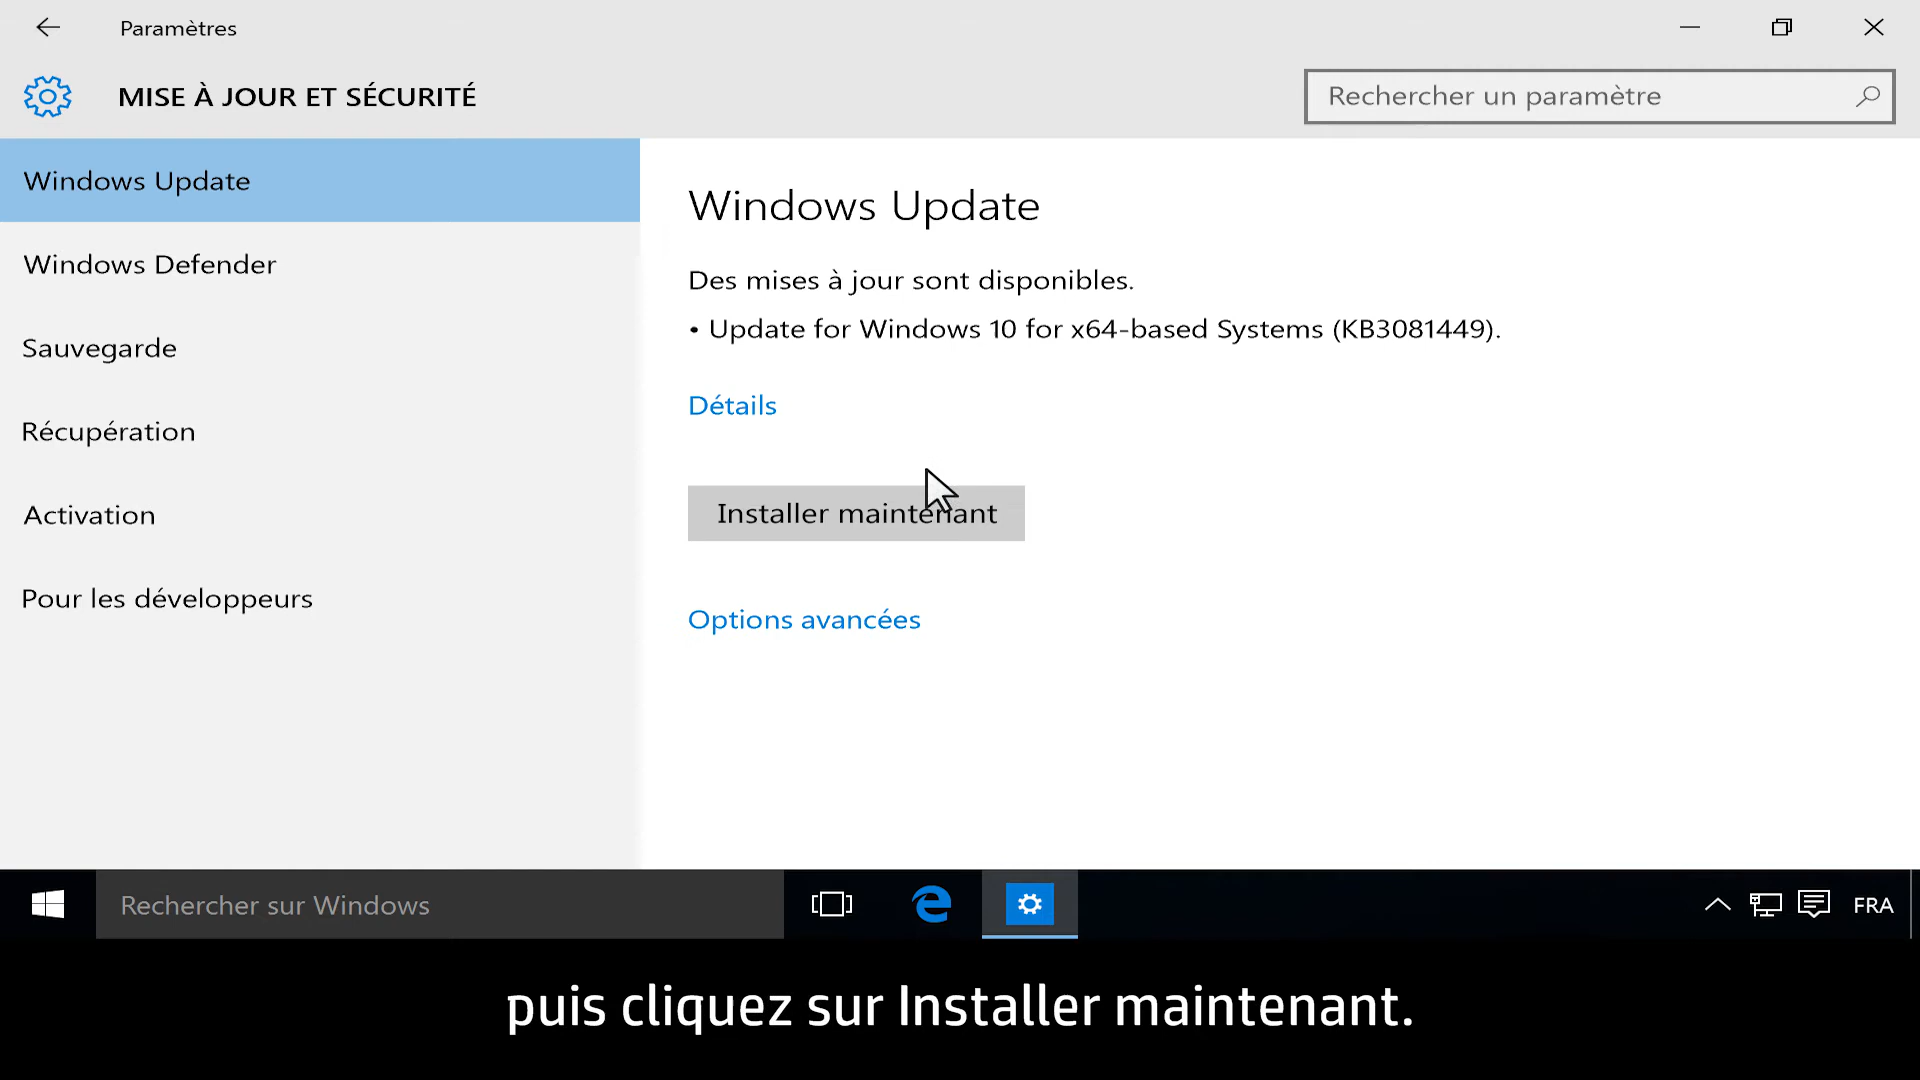 Paramètres
MISE À JOUR ET SÉCURITÉ
Rechercher un paramètre
Windows Update
Windows Defender
Sauvegarde
Récupération
Activation
Pour les développeurs
Windows Update
Des mises à jour sont disponibles.
• Update for Windows 10 for x64-based Systems (KB3081449).
Détails
Installer maintenant
Options avancées
Rechercher sur Windows
FRA
puis cliquez sur Installer maintenant.